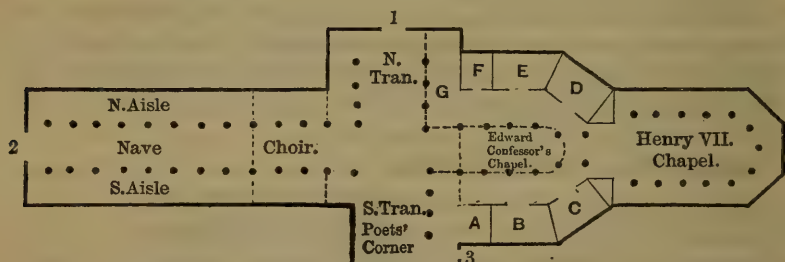 1
N.
Tran.
F
E
D
G
N.Aisle
2
Nave
Choir.
Edward
Confessor's
Chapel.
Henry VII.
Chapel.
S.Aisle
S.Tran.
Poets'
Corner
A
B
C
3